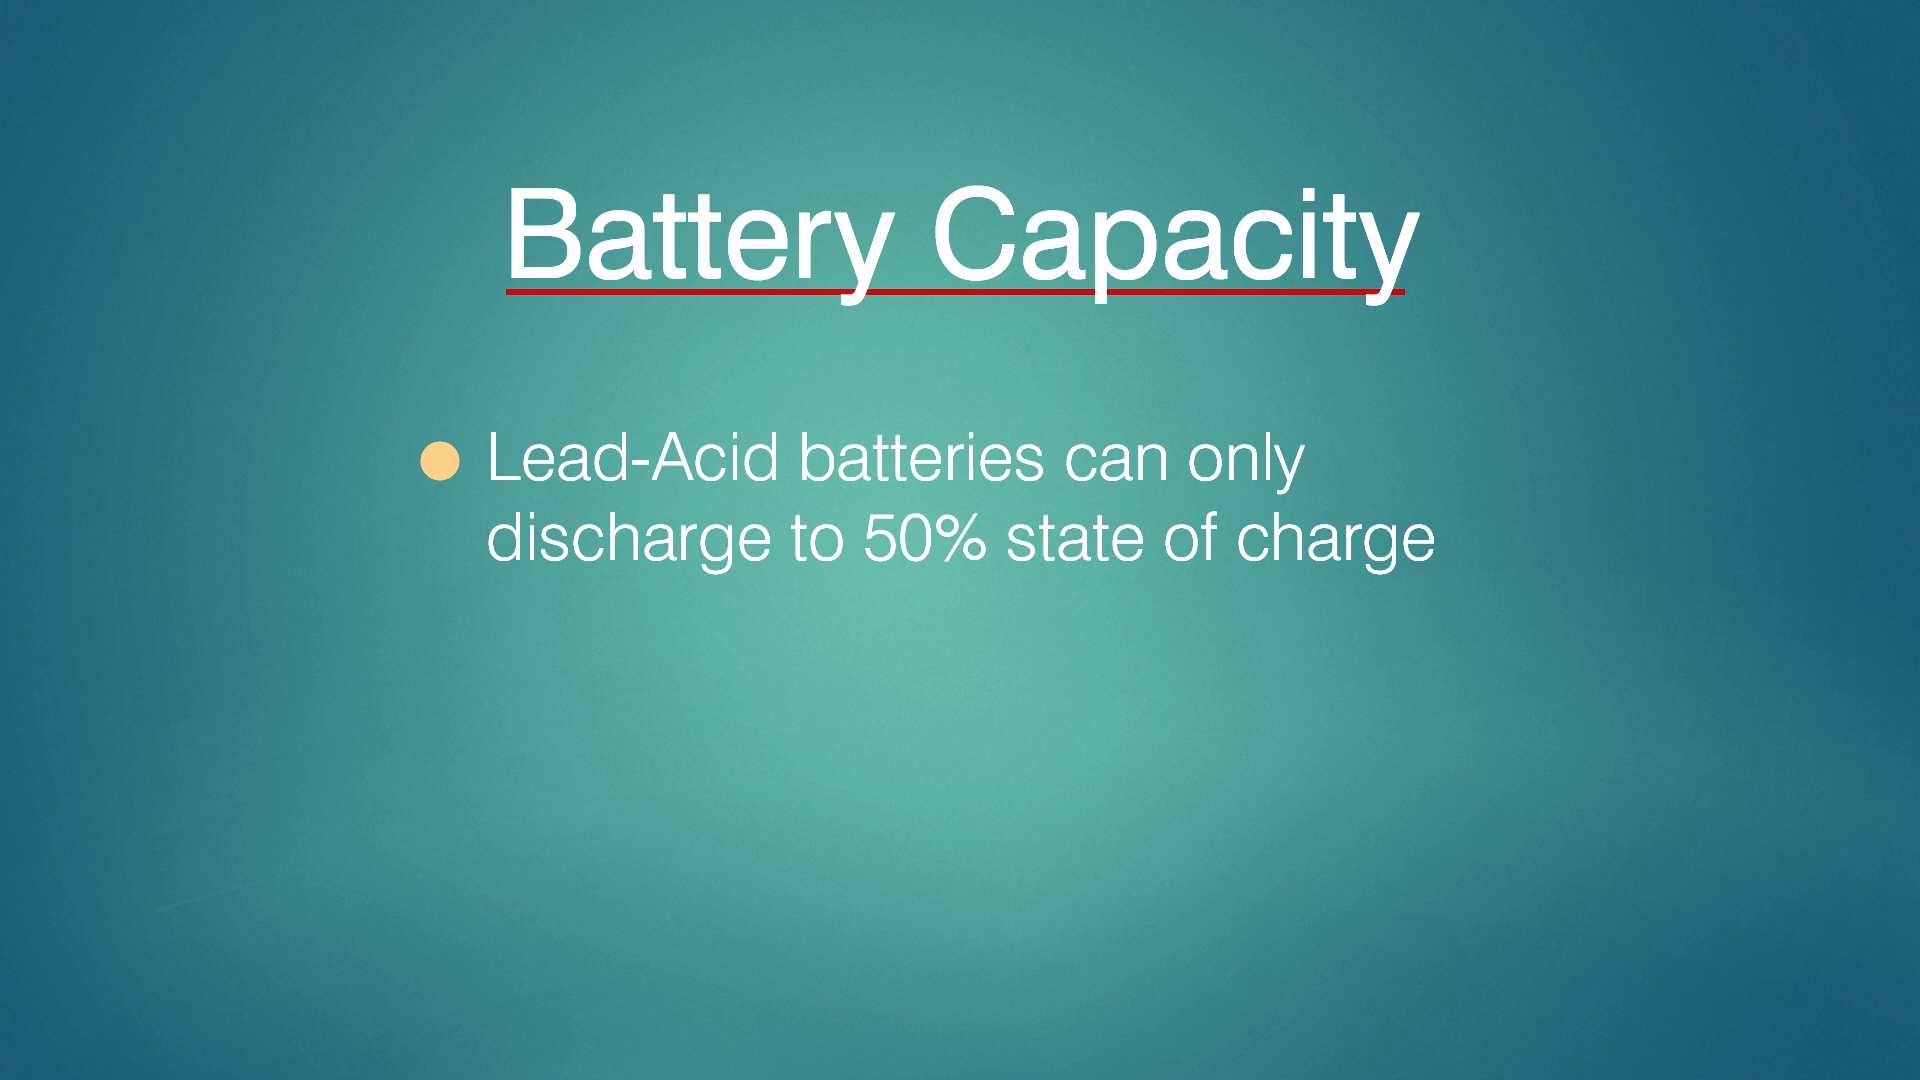 Battery Capacity
Lead-Acid batteries can only
discharge to 50% state of charge